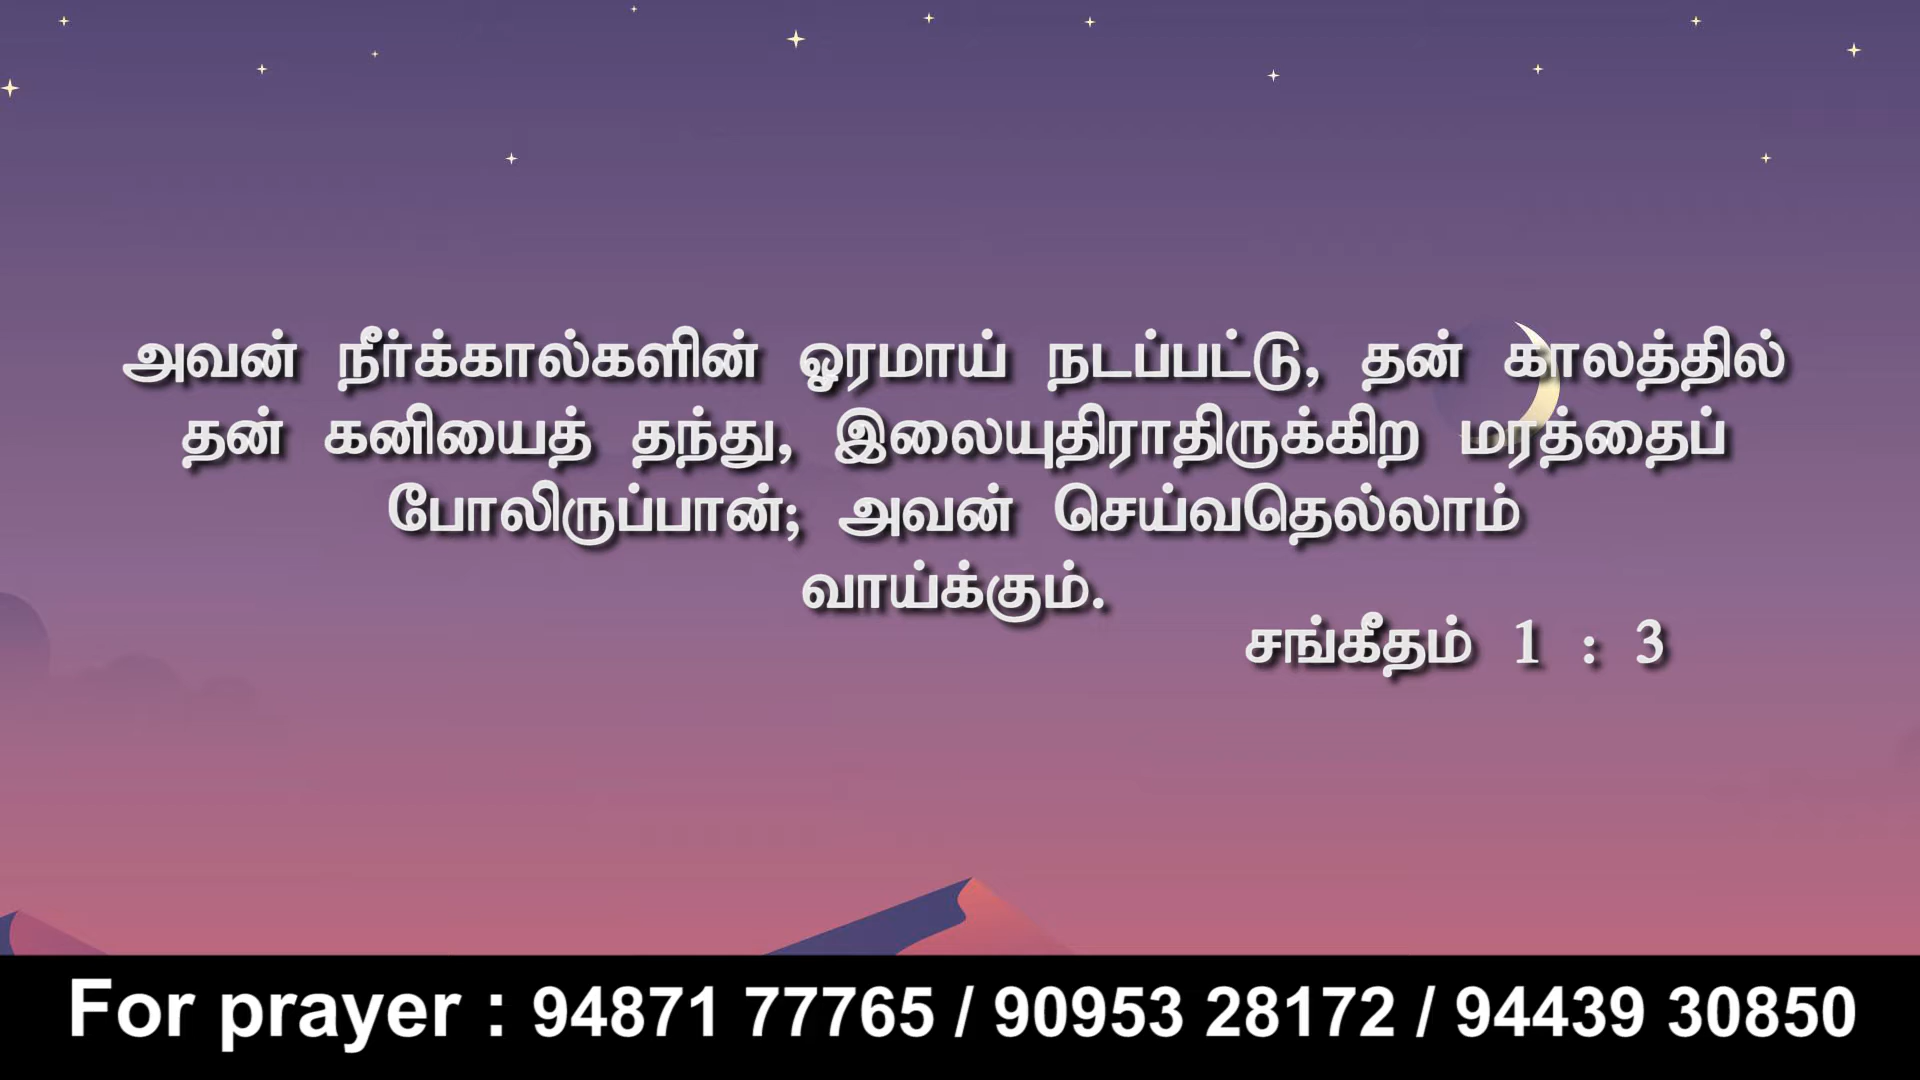 அவன் நீர்க்கால்களின் ஓரமாய் நடப்பட்டு, தன் காலத்தில்
தன் கனியைத் தந்து, இலையுதிராதிருக்கிற மரத்தைப்
போலிருப்பான்; அவன் செய்வதெல்லாம்
வாய்க்கும்.
சங்கீதம் 1 : 3
For prayer : 94871 77765 / 90953 28172 / 94439 30850